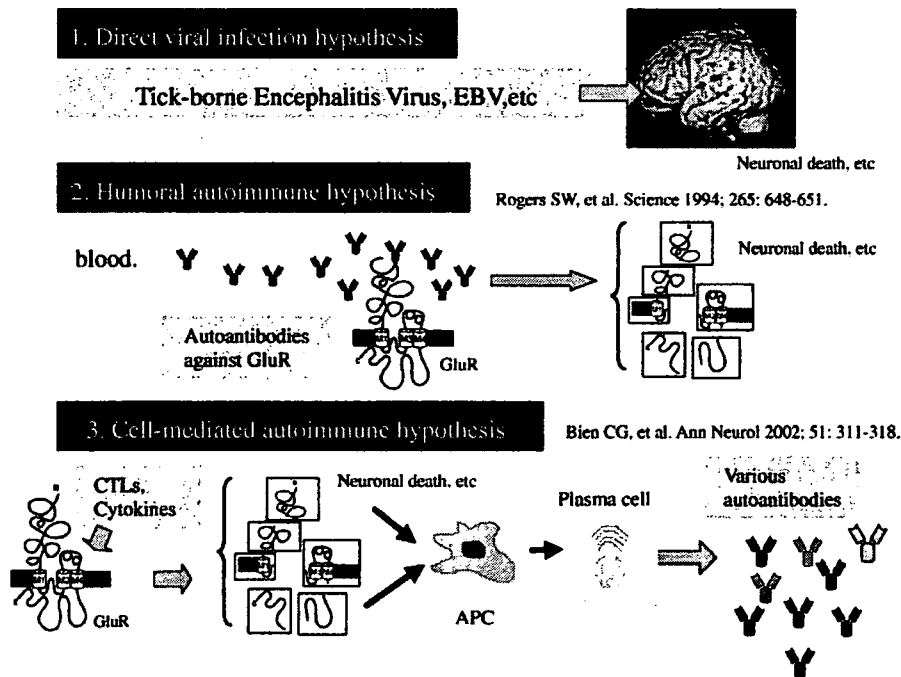 1. Direct viral infection hypothesis
Tick-borne Encephalitis Virus, EBV,etc
Neuronal death, etc
2. Humoral autoimmune hypothesis
Rogers SW, et al. Science 1994; 265: 648-651.
blood.
Neuronal death, etc
Autoantibodies
against GluR
GluR
3. Cell-mediated autoimmune hypothesis
Bien CG, et al. Ann Neurol 2002; 51: 311-318.
CTLs,
Cytokines
Neuronal death, etc
Plasma cell
Various
autoantibodies
GluR
APC